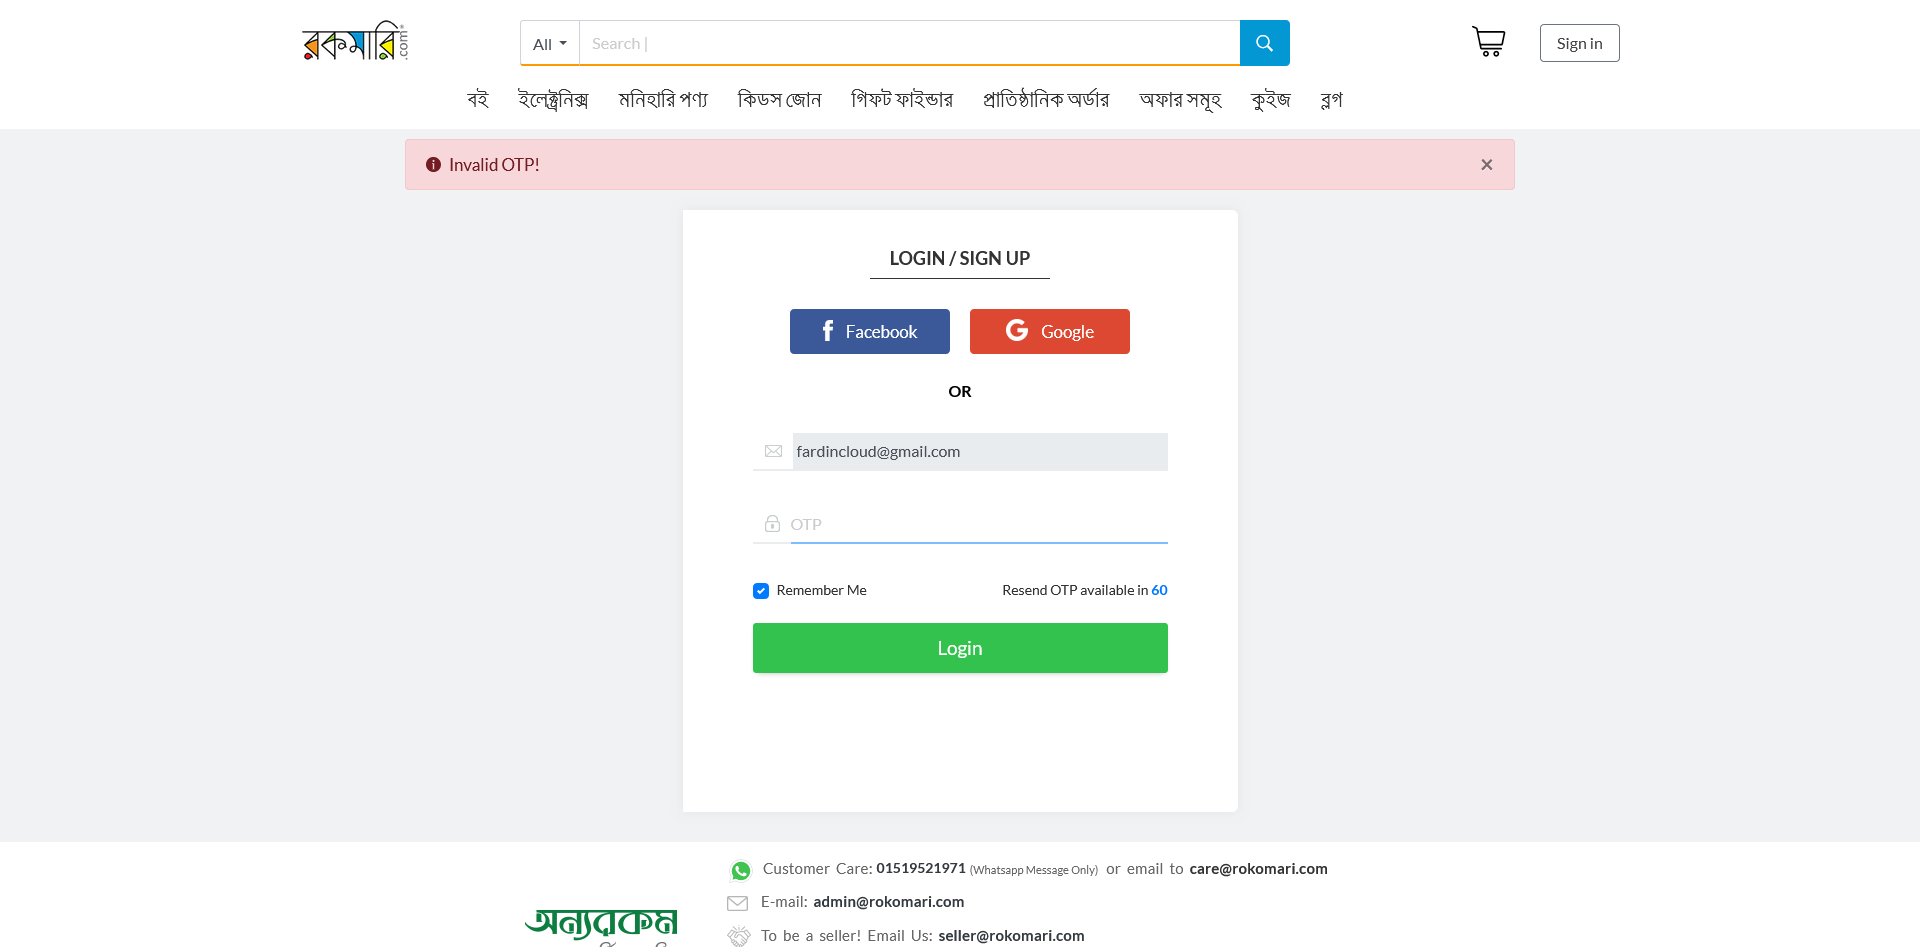 রকমারি.com
All
Search |
Sign in
বই ইলেক্ট্রনিক্স মনিহারি পণ্য কিডস জোন গিফট ফাইন্ডার প্রাতিষ্ঠানিক অর্ডার অফার সমূহ কুইজ ব্লগ
Invalid OTP! ×
LOGIN / SIGN UP
Facebook Google
OR
fardincloud@gmail.com
OTP
Remember Me Resend OTP available in 60
Login
Customer Care: 01519521971 (Whatsapp Message Only) or email to care@rokomari.com
E-mail: admin@rokomari.com
অন্যরকম
To be a seller! Email Us: seller@rokomari.com